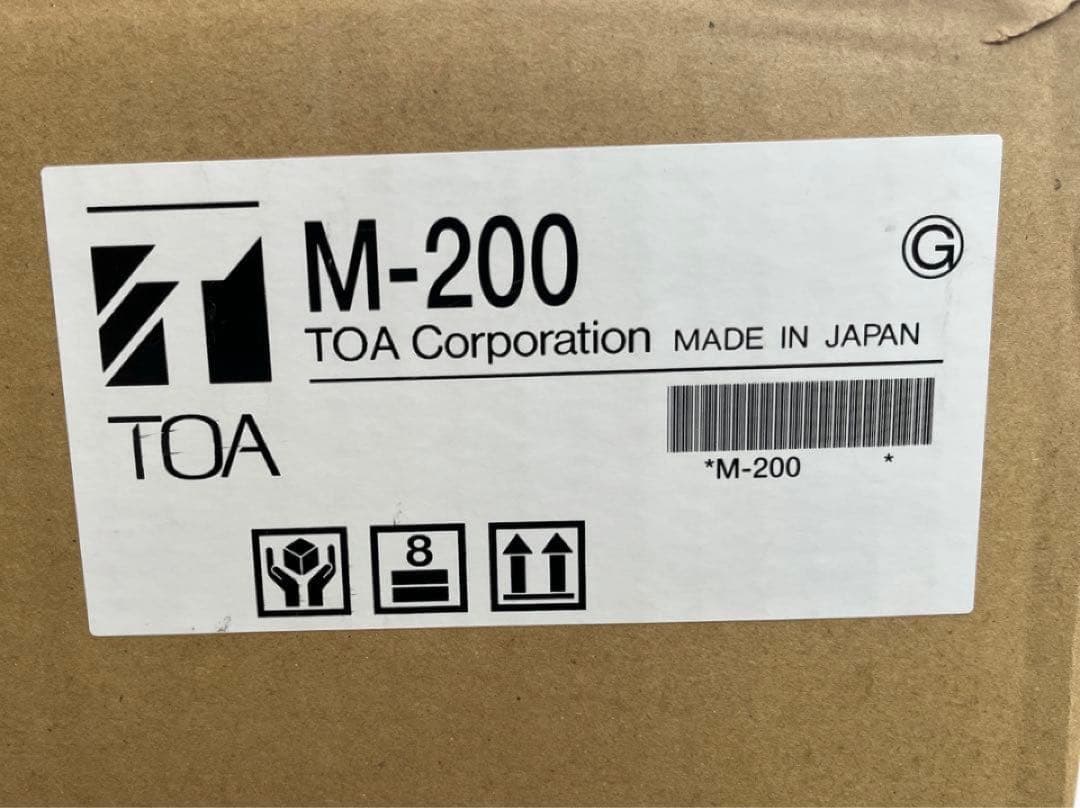 M-200
G
TOA Corporation MADE IN JAPAN
TOA
*M-200 *
8